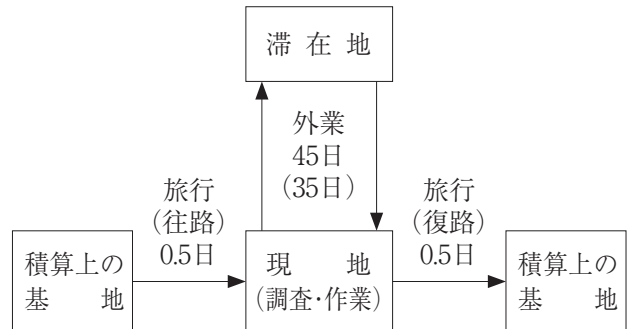 滞在地
外業
45日
(35日)
旅行
(往路)
0.5日
旅行
(復路)
0.5日
積算上の
基地
現地
(調査・作業)
積算上の
基地